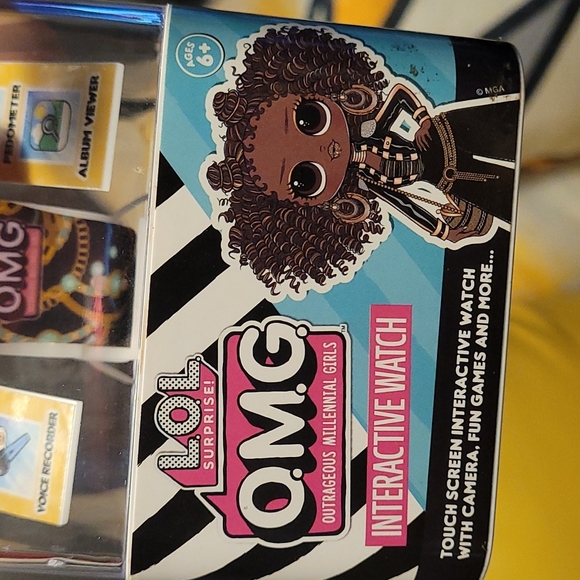 AGES
6+
© MGA
PEDOMETER
ALBUM VIEWER
O.M.G
VOICE RECORDER
L.O.L.
SURPRISE!
O.M.G.
OUTRAGEOUS MILLENNIAL GIRLS
INTERACTIVE WATCH
TOUCH SCREEN INTERACTIVE WATCH
WITH CAMERA, FUN GAMES AND MORE...